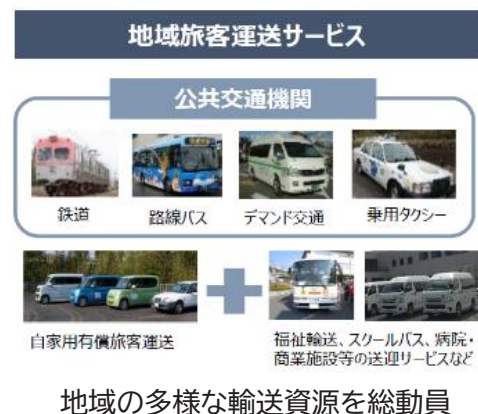 地域旅客運送サービス
公共交通機関
鉄道
路線バス
デマンド交通
乗用タクシー
自家用有償旅客運送
福祉輸送、スクールバス、病院・
商業施設等の送迎サービスなど
地域の多様な輸送資源を総動員